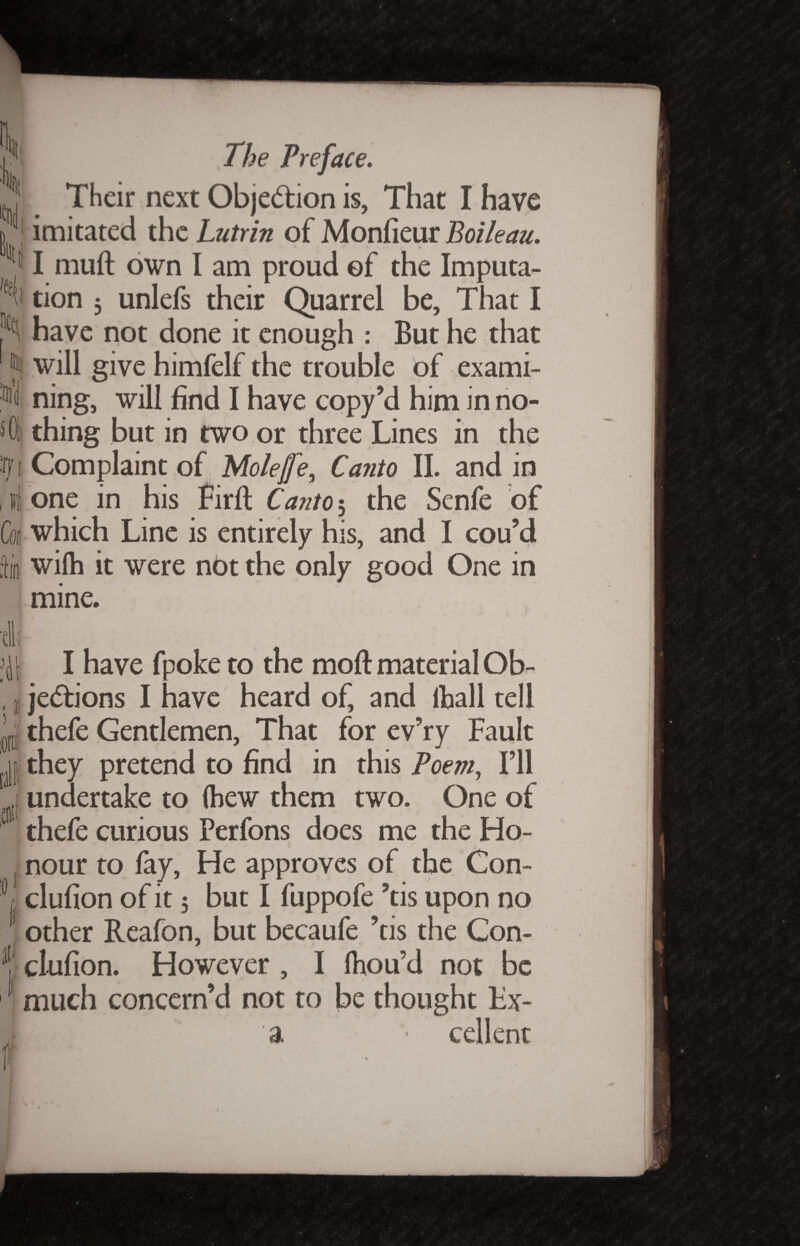 The Preface.
Their next Objection is, That I have
imitated the Lutrin of Monſieur Boileau.
I muſt own I am proud of the Imputa-
tion ; unleſs their Quarrel be, That I
have not done it enough : But he that
will give himſelf the trouble of exami-
ning, will find I have copy'd him in no-
thing but in two or three Lines in the
Complaint of Moleſſe, Canto II. and in
one in his Firſt Canto; the Senſe of
which Line is entirely his, and I cou'd
wiſh it were not the only good One in
mine.
I have ſpoke to the moſt material Ob-
jections I have heard of, and ſhall tell
theſe Gentlemen, That for ev'ry Fault
they pretend to find in this Poem, I'll
undertake to ſhew them two. One of
theſe curious Perſons does me the Ho-
nour to ſay, He approves of the Con-
cluſion of it ; but I ſuppoſe 'tis upon no
other Reaſon, but becauſe 'tis the Con-
cluſion. However , I ſhou'd not be
much concern'd not to be thought Ex-
a cellent